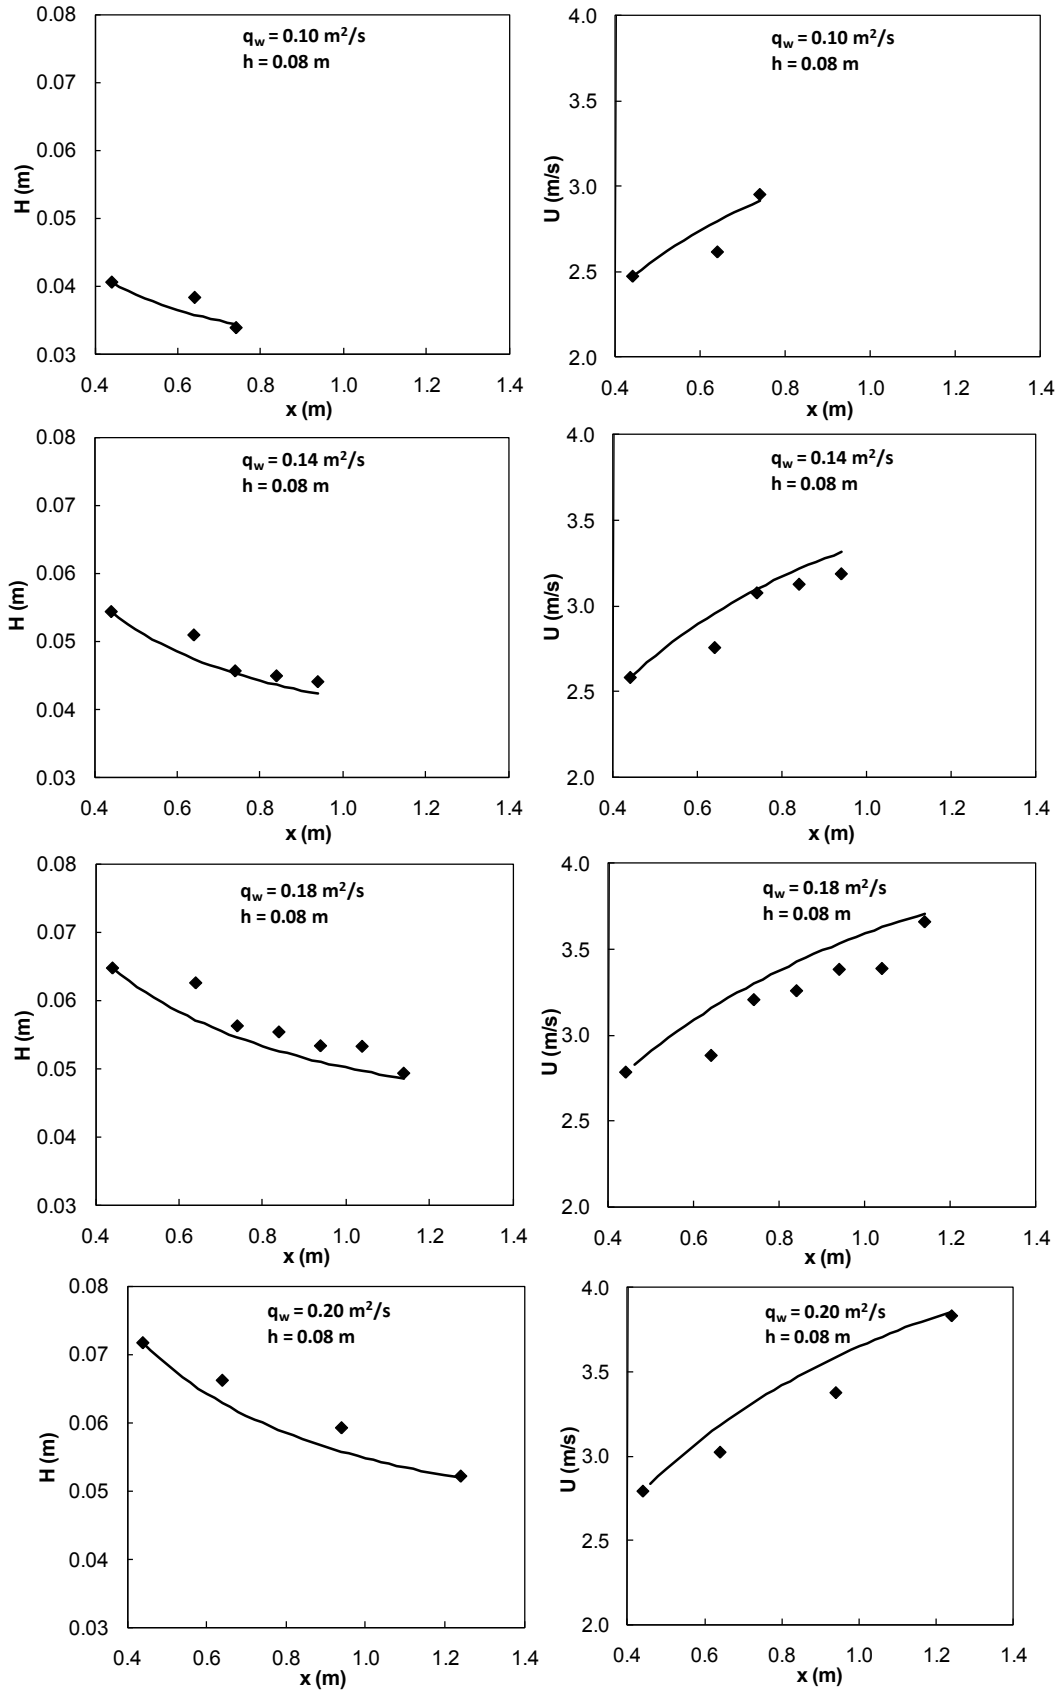 0.08
0.07
0.06
0.05
0.04
0.03
H (m)
q_w = 0.10 m²/s
h = 0.08 m
0.4 0.6 0.8 1.0 1.2 1.4
x (m)
4.0
3.5
3.0
2.5
2.0
U (m/s)
q_w = 0.10 m²/s
h = 0.08 m
0.4 0.6 0.8 1.0 1.2 1.4
x (m)
0.08
0.07
0.06
0.05
0.04
0.03
H (m)
q_w = 0.14 m²/s
h = 0.08 m
0.4 0.6 0.8 1.0 1.2 1.4
x (m)
4.0
3.5
3.0
2.5
2.0
U (m/s)
q_w = 0.14 m²/s
h = 0.08 m
0.4 0.6 0.8 1.0 1.2 1.4
x (m)
0.08
0.07
0.06
0.05
0.04
0.03
H (m)
q_w = 0.18 m²/s
h = 0.08 m
0.4 0.6 0.8 1.0 1.2 1.4
x (m)
4.0
3.5
3.0
2.5
2.0
U (m/s)
q_w = 0.18 m²/s
h = 0.08 m
0.4 0.6 0.8 1.0 1.2 1.4
x (m)
0.08
0.07
0.06
0.05
0.04
0.03
H (m)
q_w = 0.20 m²/s
h = 0.08 m
0.4 0.6 0.8 1.0 1.2 1.4
x (m)
4.0
3.5
3.0
2.5
2.0
U (m/s)
q_w = 0.20 m²/s
h = 0.08 m
0.4 0.6 0.8 1.0 1.2 1.4
x (m)